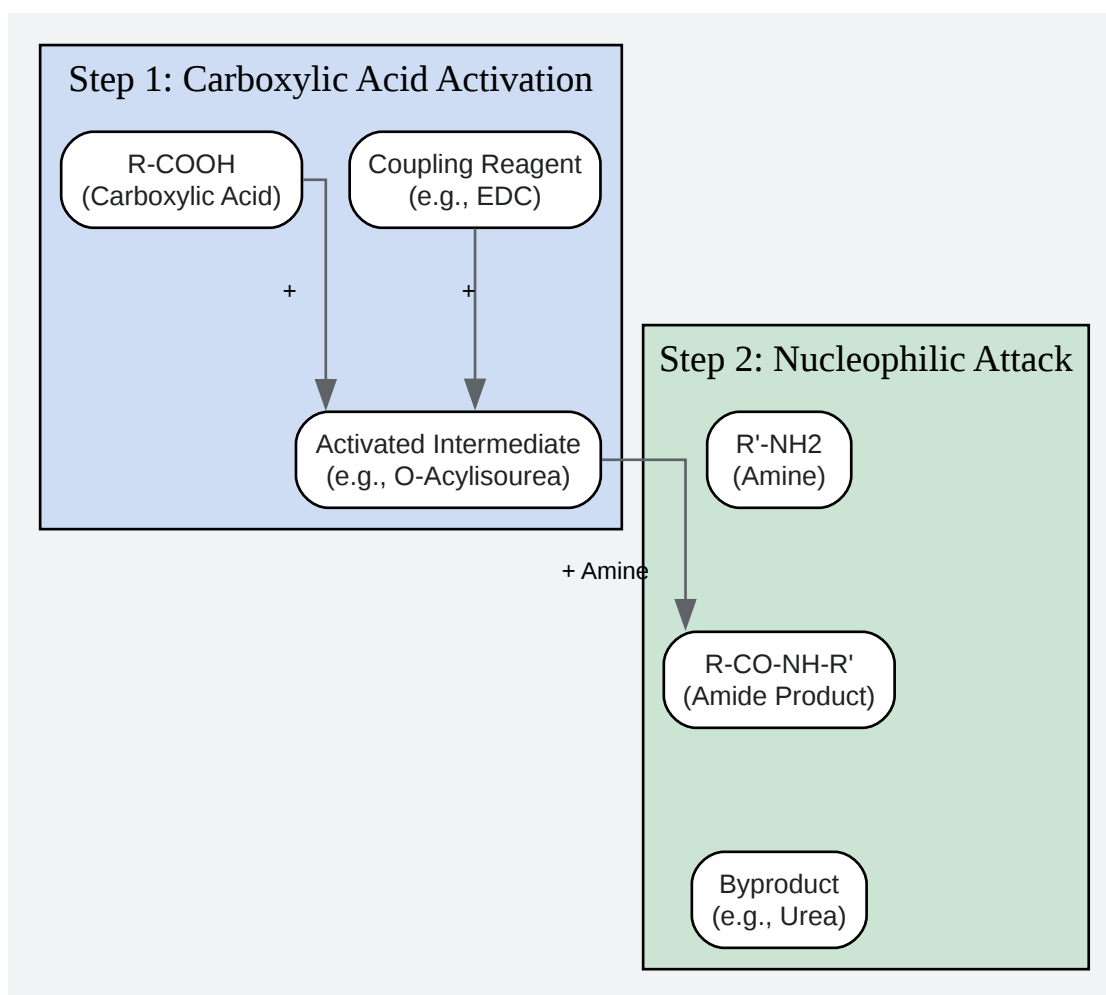 Step 1: Carboxylic Acid Activation
R-COOH
(Carboxylic Acid)
Coupling Reagent
(e.g., EDC)
+
+
Activated Intermediate
(e.g., O-Acylisourea)
Step 2: Nucleophilic Attack
R'-NH2
(Amine)
+ Amine
R-CO-NH-R'
(Amide Product)
Byproduct
(e.g., Urea)